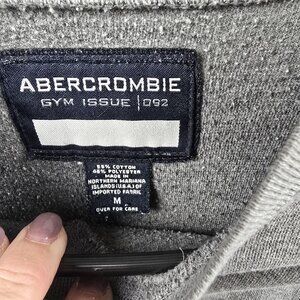 ABERCROMBIE
GYM ISSUE | 092
55% COTTON
45% POLYESTER
MADE IN
NORTHERN MARIANA
ISLANDS (U.S.A.) OF
IMPORTED FABRIC
M
OVER FOR CARE